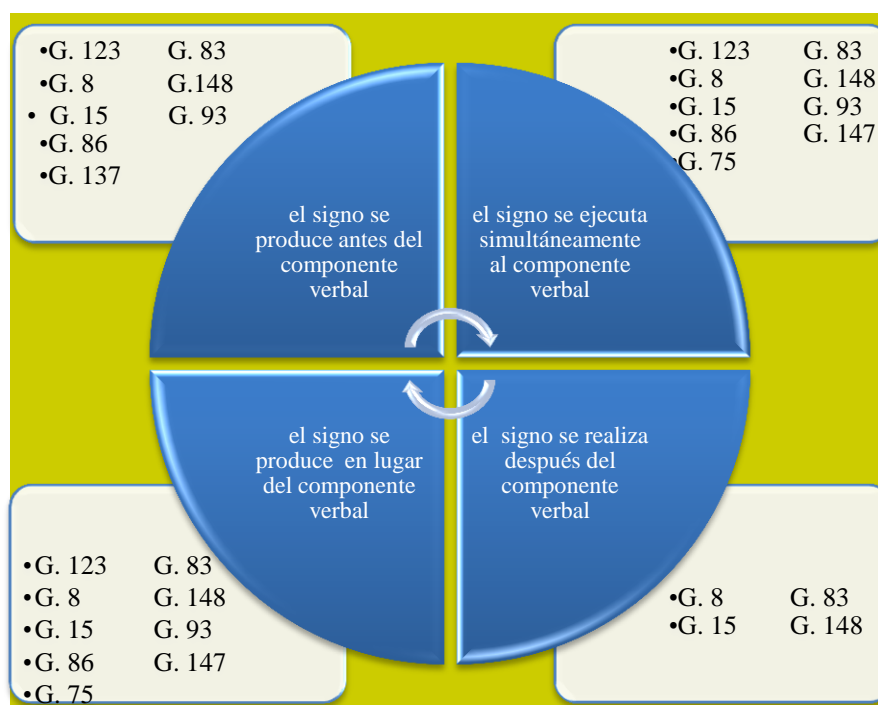 •G. 123 G. 83
•G. 8 G.148
• G. 15 G. 93
•G. 86
•G. 137
•G. 123 G. 83
•G. 8 G. 148
•G. 15 G. 93
•G. 86 G. 147
•G. 75
el signo se
produce antes del
componente
verbal
el signo se ejecuta
simultáneamente
al componente
verbal
el signo se
produce en lugar
del componente
verbal
el signo se realiza
después del
componente
verbal
•G. 123 G. 83
•G. 8 G. 148
•G. 15 G. 93
•G. 86 G. 147
•G. 75
•G. 8 G. 83
•G. 15 G. 148